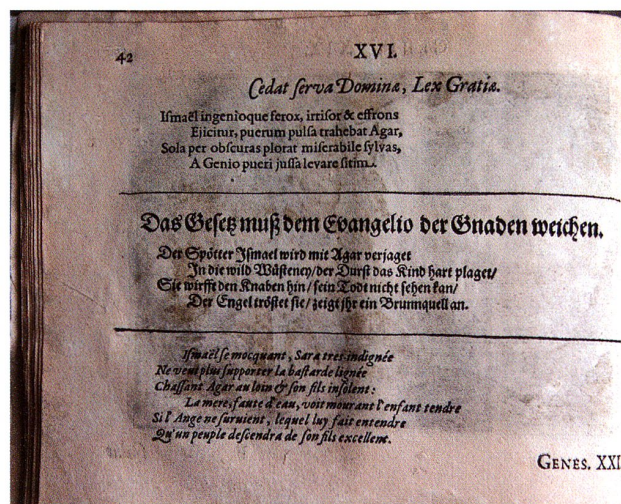 42
XVI.
Cedat serva Dominæ, Lex Gratiæ.
Iſmaël ingenioque ferox, irriſor & effrons
Ejicitur, puerum pulſa trahebat Agar,
Sola per obſcuras plorat miſerabile ſylvas,
A Genio pueri juſſa levare ſitim.
Das Geſetz muß dem Evangelio der Gnaden weichen.
Der Spötter Jſmael wird mit Agar verjaget
Jn die wild Wüſteney/der Durſt das Kind hart plaget/
Sie wirfft den Knaben hin/ſein Todt nicht ſehen kan/
Der Engel tröſtet ſie/zeigt jhr ein Brunnquell an.
Iſmaël ſe mocquant, Sara tres-indignée
Ne veut plus ſupporter la baſtarde lignée
Chaſſant Agar au loin & ſon fils inſolent:
La mere, faute d'eau, voit mourant l'enfant tendre
Si l'Ange ne ſuruient, lequel luy fait entendre
Qu'un peuple deſcendra de ſon fils excellent.
GENES. XXI